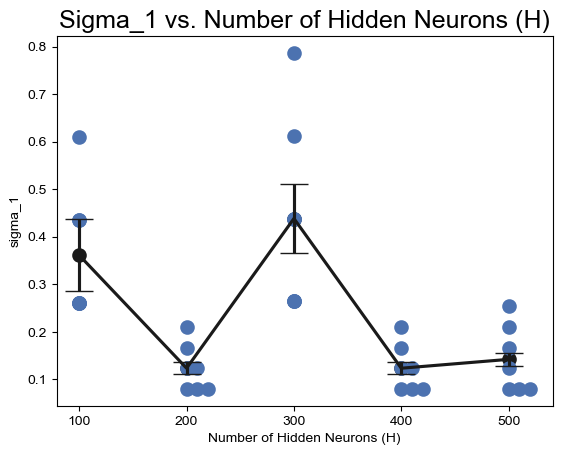 Sigma_1 vs. Number of Hidden Neurons (H)
0.8
0.7
0.6
0.5
0.4
0.3
0.2
0.1
sigma_1
100 200 300 400 500
Number of Hidden Neurons (H)